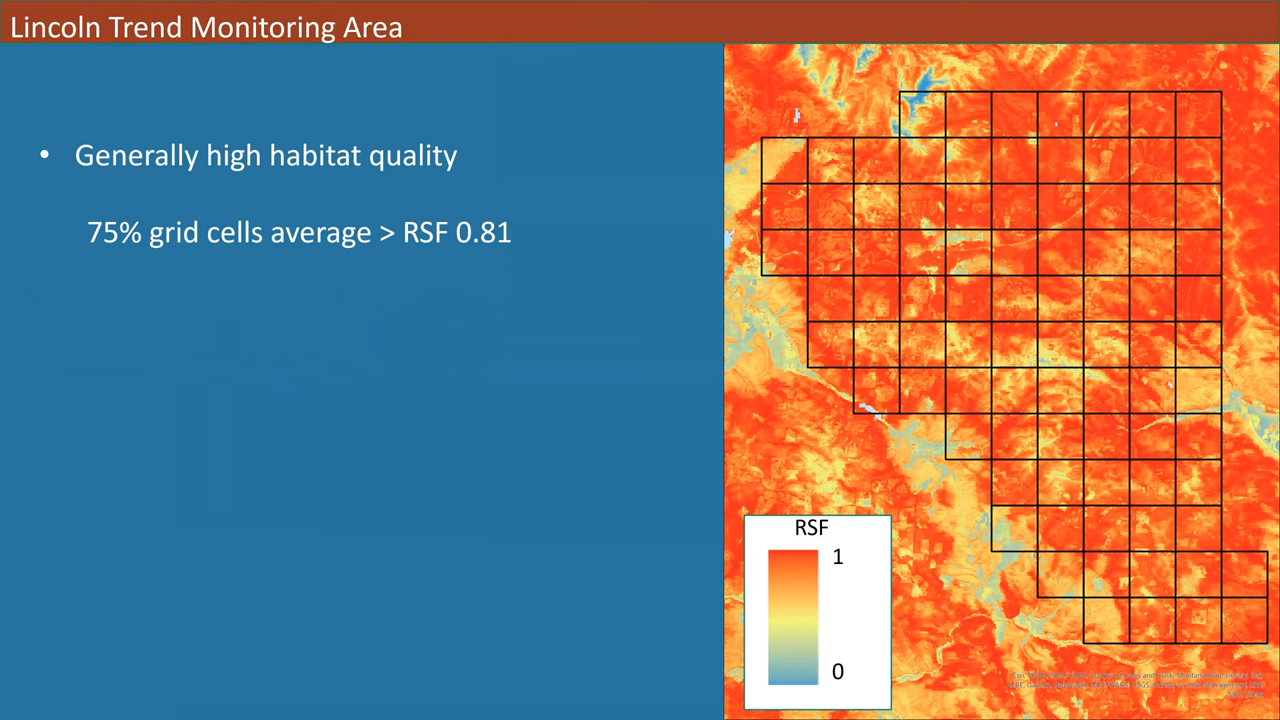 Lincoln Trend Monitoring Area
• Generally high habitat quality
75% grid cells average > RSF 0.81
RSF
1
0